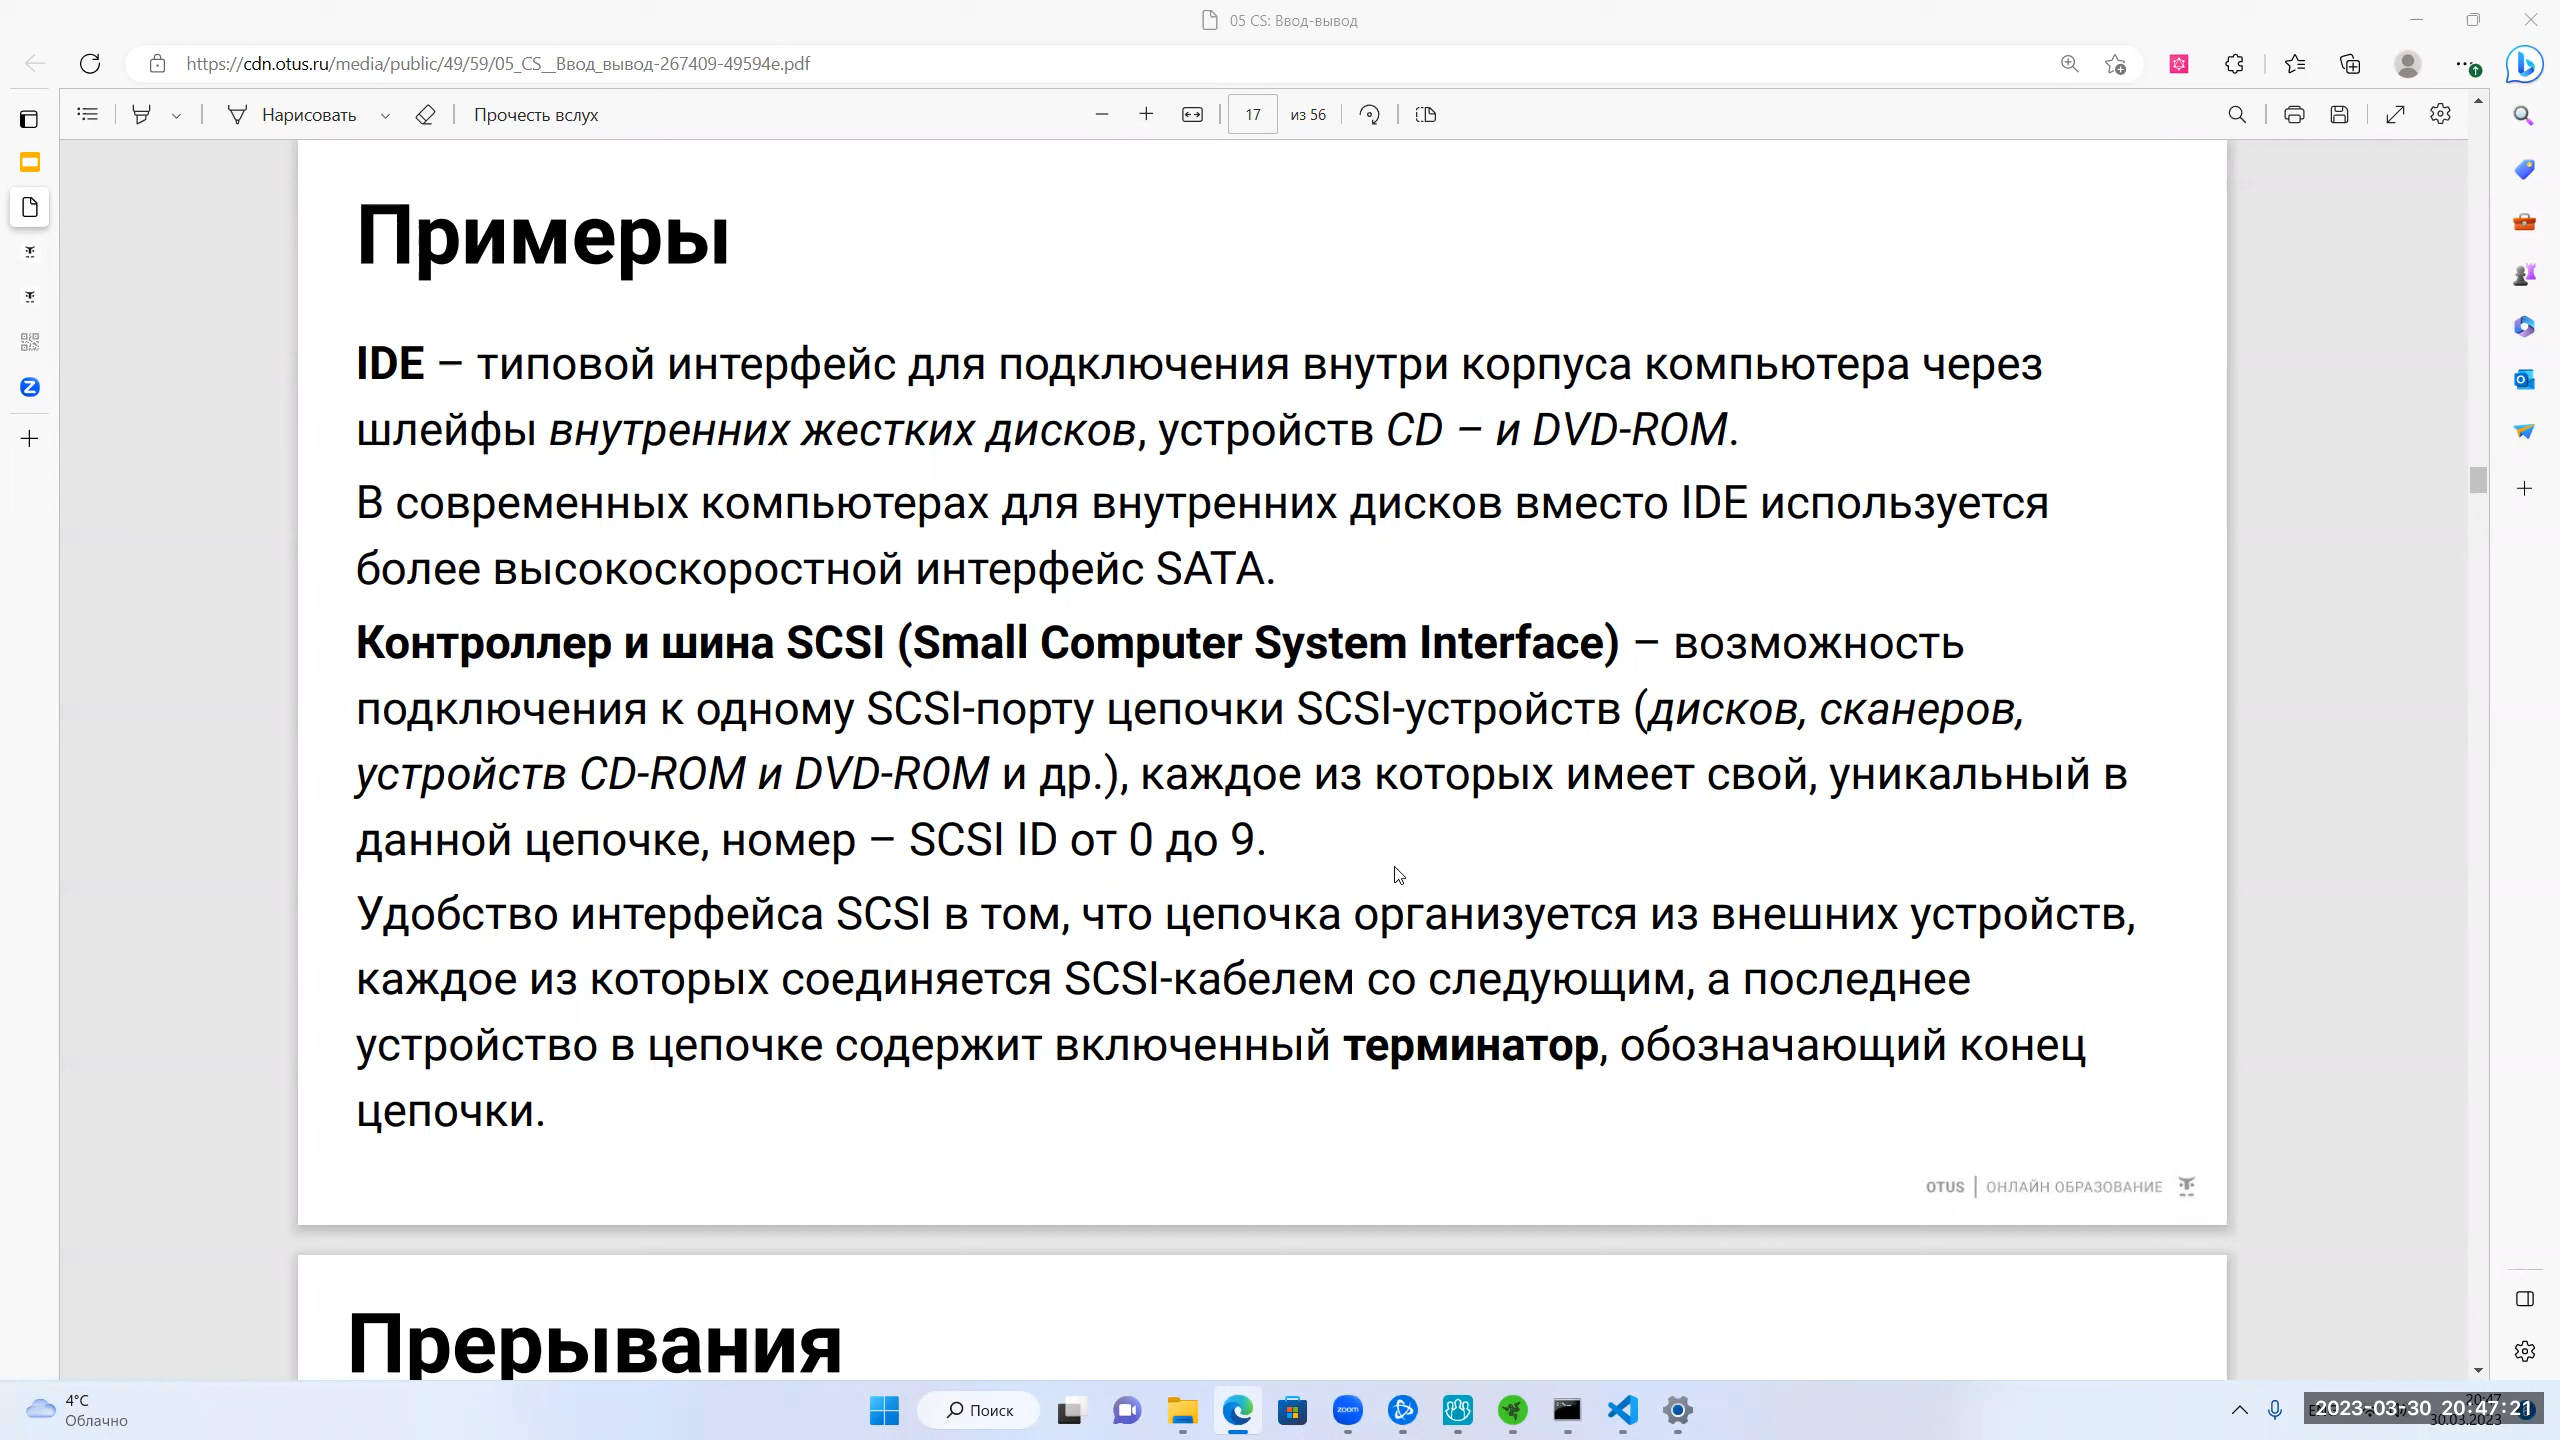 05 CS: Ввод-вывод
https://cdn.otus.ru/media/public/49/59/05_CS__Ввод_вывод-267409-49594e.pdf
Нарисовать
Прочесть вслух
17
из 56
Примеры
IDE – типовой интерфейс для подключения внутри корпуса компьютера через
шлейфы внутренних жестких дисков, устройств CD – и DVD-ROM.
В современных компьютерах для внутренних дисков вместо IDE используется
более высокоскоростной интерфейс SATA.
Контроллер и шина SCSI (Small Computer System Interface) – возможность
подключения к одному SCSI-порту цепочки SCSI-устройств (дисков, сканеров,
устройств CD-ROM и DVD-ROM и др.), каждое из которых имеет свой, уникальный в
данной цепочке, номер – SCSI ID от 0 до 9.
Удобство интерфейса SCSI в том, что цепочка организуется из внешних устройств,
каждое из которых соединяется SCSI-кабелем со следующим, а последнее
устройство в цепочке содержит включенный терминатор, обозначающий конец
цепочки.
OTUS | ОНЛАЙН ОБРАЗОВАНИЕ
Прерывания
4°C
Облачно
Поиск
zoom
20:47
2023-03-30 20:47:21
30.03.2023